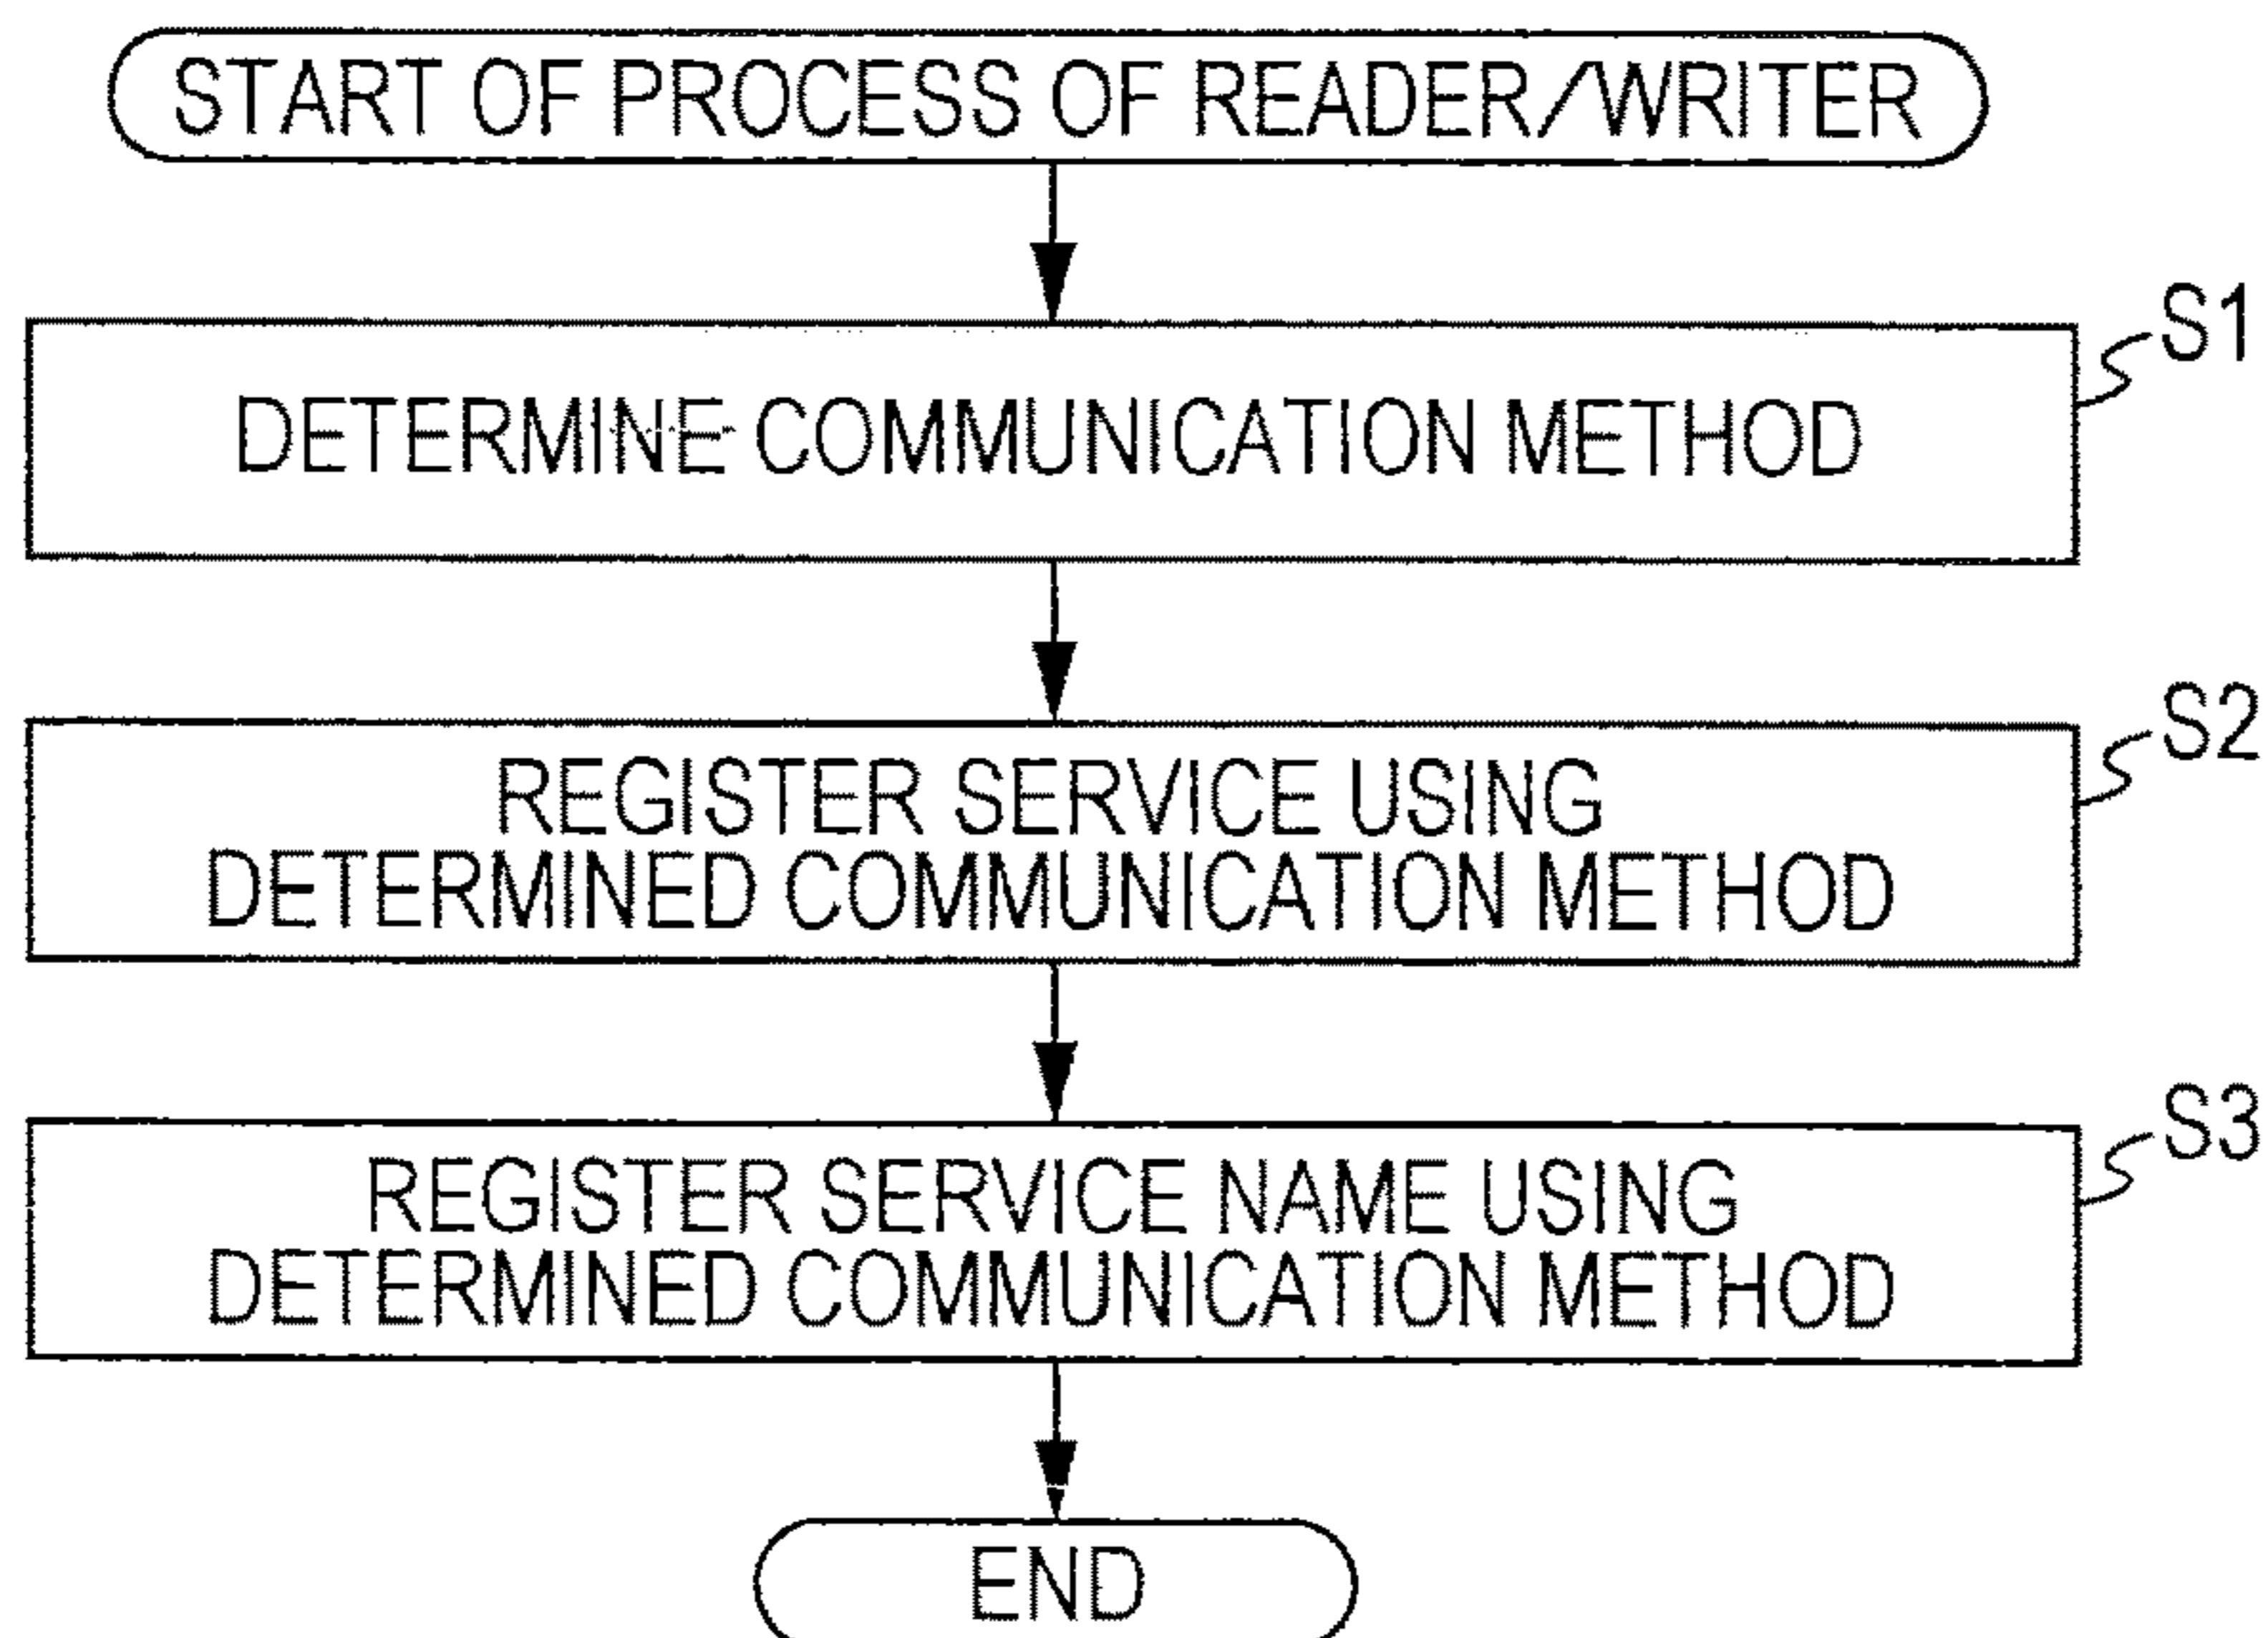 START OF PROCESS OF READER/WRITER
S1
DETERMINE COMMUNICATION METHOD
S2
REGISTER SERVICE USING
DETERMINED COMMUNICATION METHOD
S3
REGISTER SERVICE NAME USING
DETERMINED COMMUNICATION METHOD
END